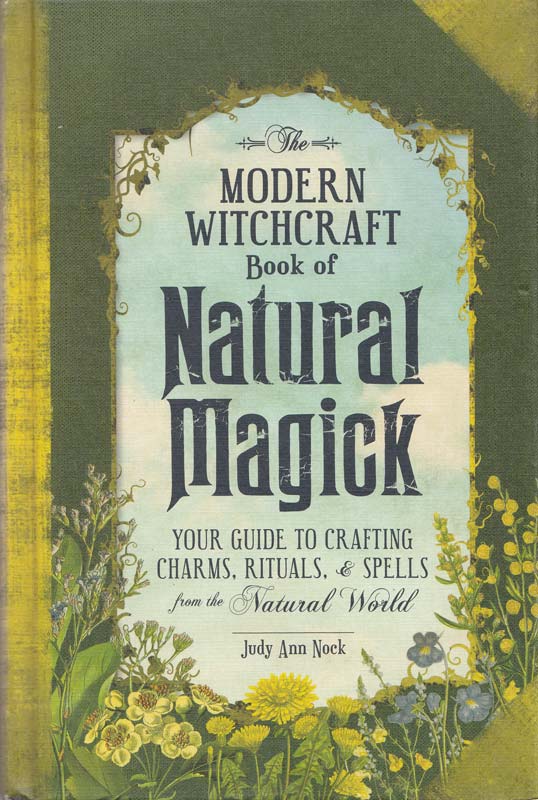 The
MODERN
WITCHCRAFT
Book of
Natural
Magick
YOUR GUIDE TO CRAFTING
CHARMS, RITUALS, & SPELLS
from the Natural World
Judy Ann Nock